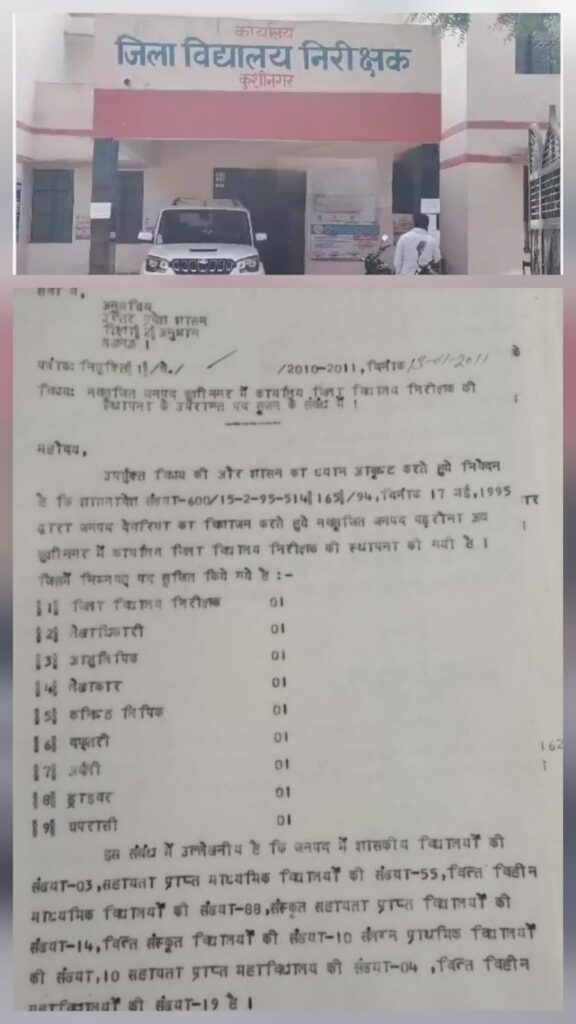 कार्यालय
जिला विद्यालय निरीक्षक
कुशीनगर
सेवा में,
अनुसचिव
उत्तर प्रदेश शासन
शिक्षा 2 अनुभाग
लखनऊ ।
पत्रांक: नियुक्ति 1 /वे./ /2010-2011, दिनांक 13-01-2011
विषय: नवसृजित जनपद कुशीनगर में कार्यालय जिला विद्यालय निरीक्षक की
स्थापना के उपरान्त पद सृजन के संबंध में ।
महोदय,
उपर्युक्त विषय की ओर शासन का ध्यान आकृष्ट करते हुये निवेदन
है कि शासनादेश संख्या-600/15-2-95-514 165 /94, दिनांक 17 मई, 1995
द्वारा जनपद देवरिया का विभाजन करते हुये नवसृजित जनपद पडरौना अब
कुशीनगर में कार्यालय जिला विद्यालय निरीक्षक की स्थापना की गयी है ।
जिसमें निम्नवत् पद सृजित किये गये है :-
(1) जिला विद्यालय निरीक्षक 01
(2) लेखाधिकारी 01
(3) आशुलिपिक 01
(4) लेखाकार 01
(5) कनिष्ठ लिपिक 01
(6) दफ्तरी 01
(7) अर्दली 01
(8) ड्राइवर 01
(9) चपरासी 01
इस संबंध में उल्लेखनीय है कि जनपद में शासकीय विद्यालयों की
संख्या-03, सहायता प्राप्त माध्यमिक विद्यालयों की संख्या-55, वित्त विहीन
माध्यमिक विद्यालयों की संख्या-88, संस्कृत सहायता प्राप्त विद्यालयों की
संख्या-14, वित्त संस्कृत विद्यालयों की संख्या-10 संलग्न प्राथमिक विद्यालयों
की संख्या, 10 सहायता प्राप्त महाविद्यालय की संख्या-04 , वित्त विहीन
महाविद्यालयों की संख्या-19 है ।
162